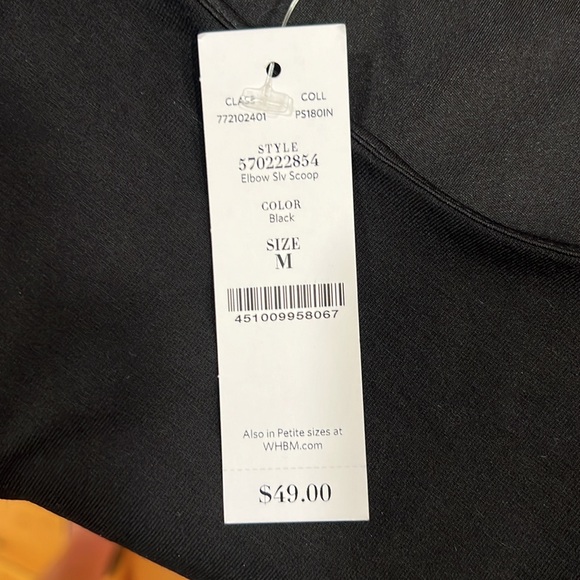 CLASS COLL
772102401 PS180IN
STYLE
570222854
Elbow Slv Scoop
COLOR
Black
SIZE
M
451009958067
Also in Petite sizes at
WHBM.com
$49.00